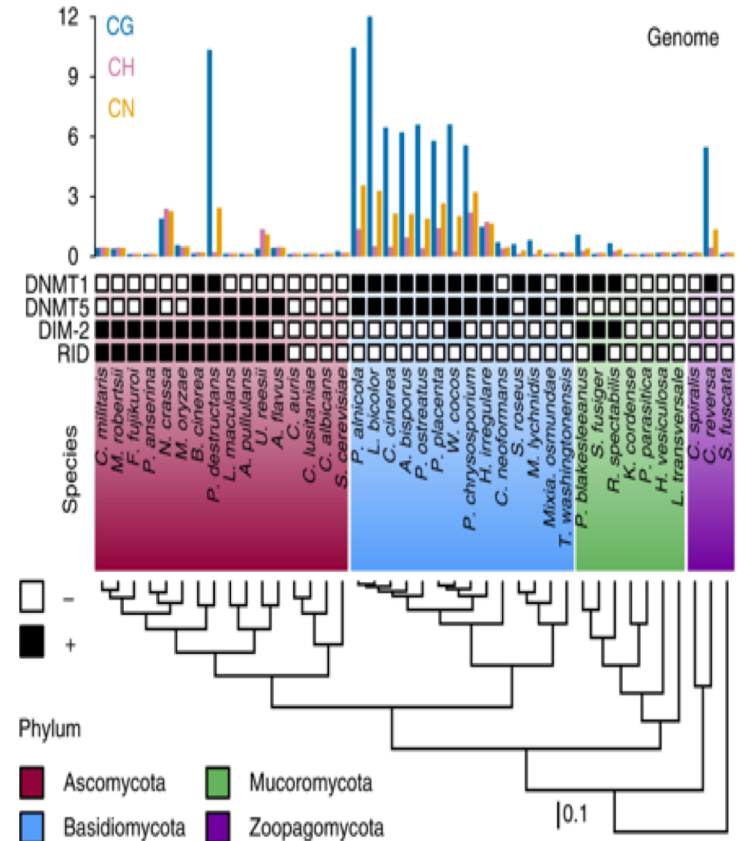 12
CG
Genome
CH
9
CN
6
3
0
DNMT1
DNMT5
DIM-2
RID
Species
C. militaris
M. robertsii
F. fujikuroi
P. anserina
N. crassa
M. oryzae
B. cinerea
P. destructans
L. maculans
A. pullulans
U. reesii
A. flavus
C. auris
C. lusitaniae
C. albicans
S. cerevisiae
P. alnicola
L. bicolor
C. cinerea
A. bisporus
P. ostreatus
P. placenta
W. cocos
P. chrysosporium
H. irregulare
C. neoformans
S. roseus
M. lychnidis
Mixia. osmundae
T. washingtonensis
P. blakesleeanus
S. fusiger
R. spectabilis
K. cordense
P. parasitica
H. vesiculosa
L. transversale
C. spiralis
C. reversa
S. fuscata
–
+
Phylum
Ascomycota
Mucoromycota
Basidiomycota
Zoopagomycota
0.1